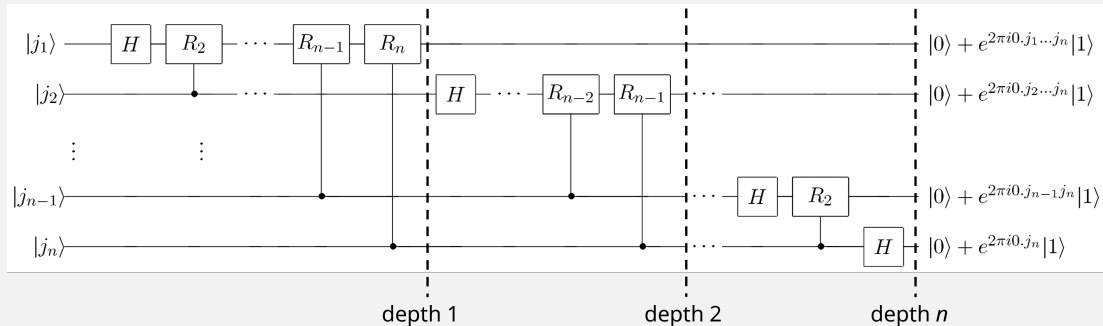 |j₁⟩ H R₂ ⋯ Rₙ₋₁ Rₙ |0⟩ + e^{2πi0.j₁…jₙ}|1⟩
|j₂⟩ ⋯ H ⋯ Rₙ₋₂ Rₙ₋₁ ⋯ |0⟩ + e^{2πi0.j₂…jₙ}|1⟩
⋮ ⋮
|jₙ₋₁⟩ ⋯ H R₂ |0⟩ + e^{2πi0.jₙ₋₁jₙ}|1⟩
|jₙ⟩ ⋯ H |0⟩ + e^{2πi0.jₙ}|1⟩
depth 1 depth 2 depth n